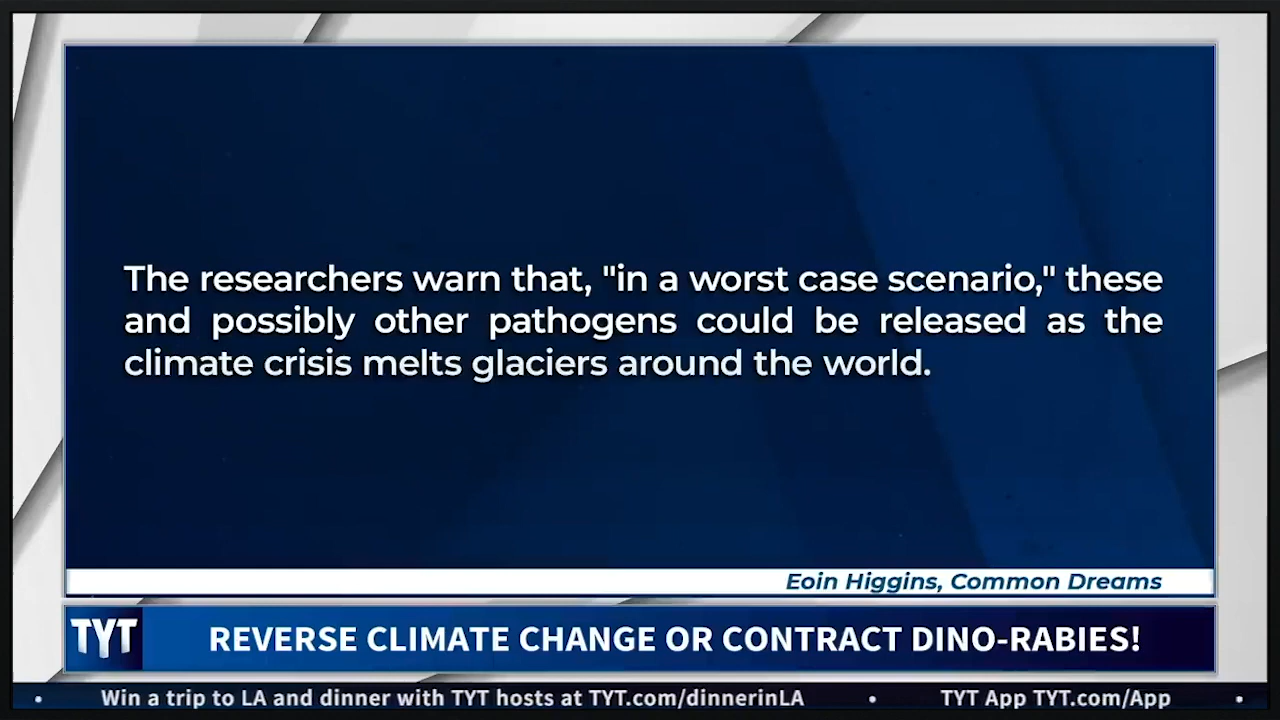 The researchers warn that, "in a worst case scenario," these
and possibly other pathogens could be released as the
climate crisis melts glaciers around the world.
Eoin Higgins, Common Dreams
TYT
REVERSE CLIMATE CHANGE OR CONTRACT DINO-RABIES!
• Win a trip to LA and dinner with TYT hosts at TYT.com/dinnerinLA • TYT App TYT.com/App •